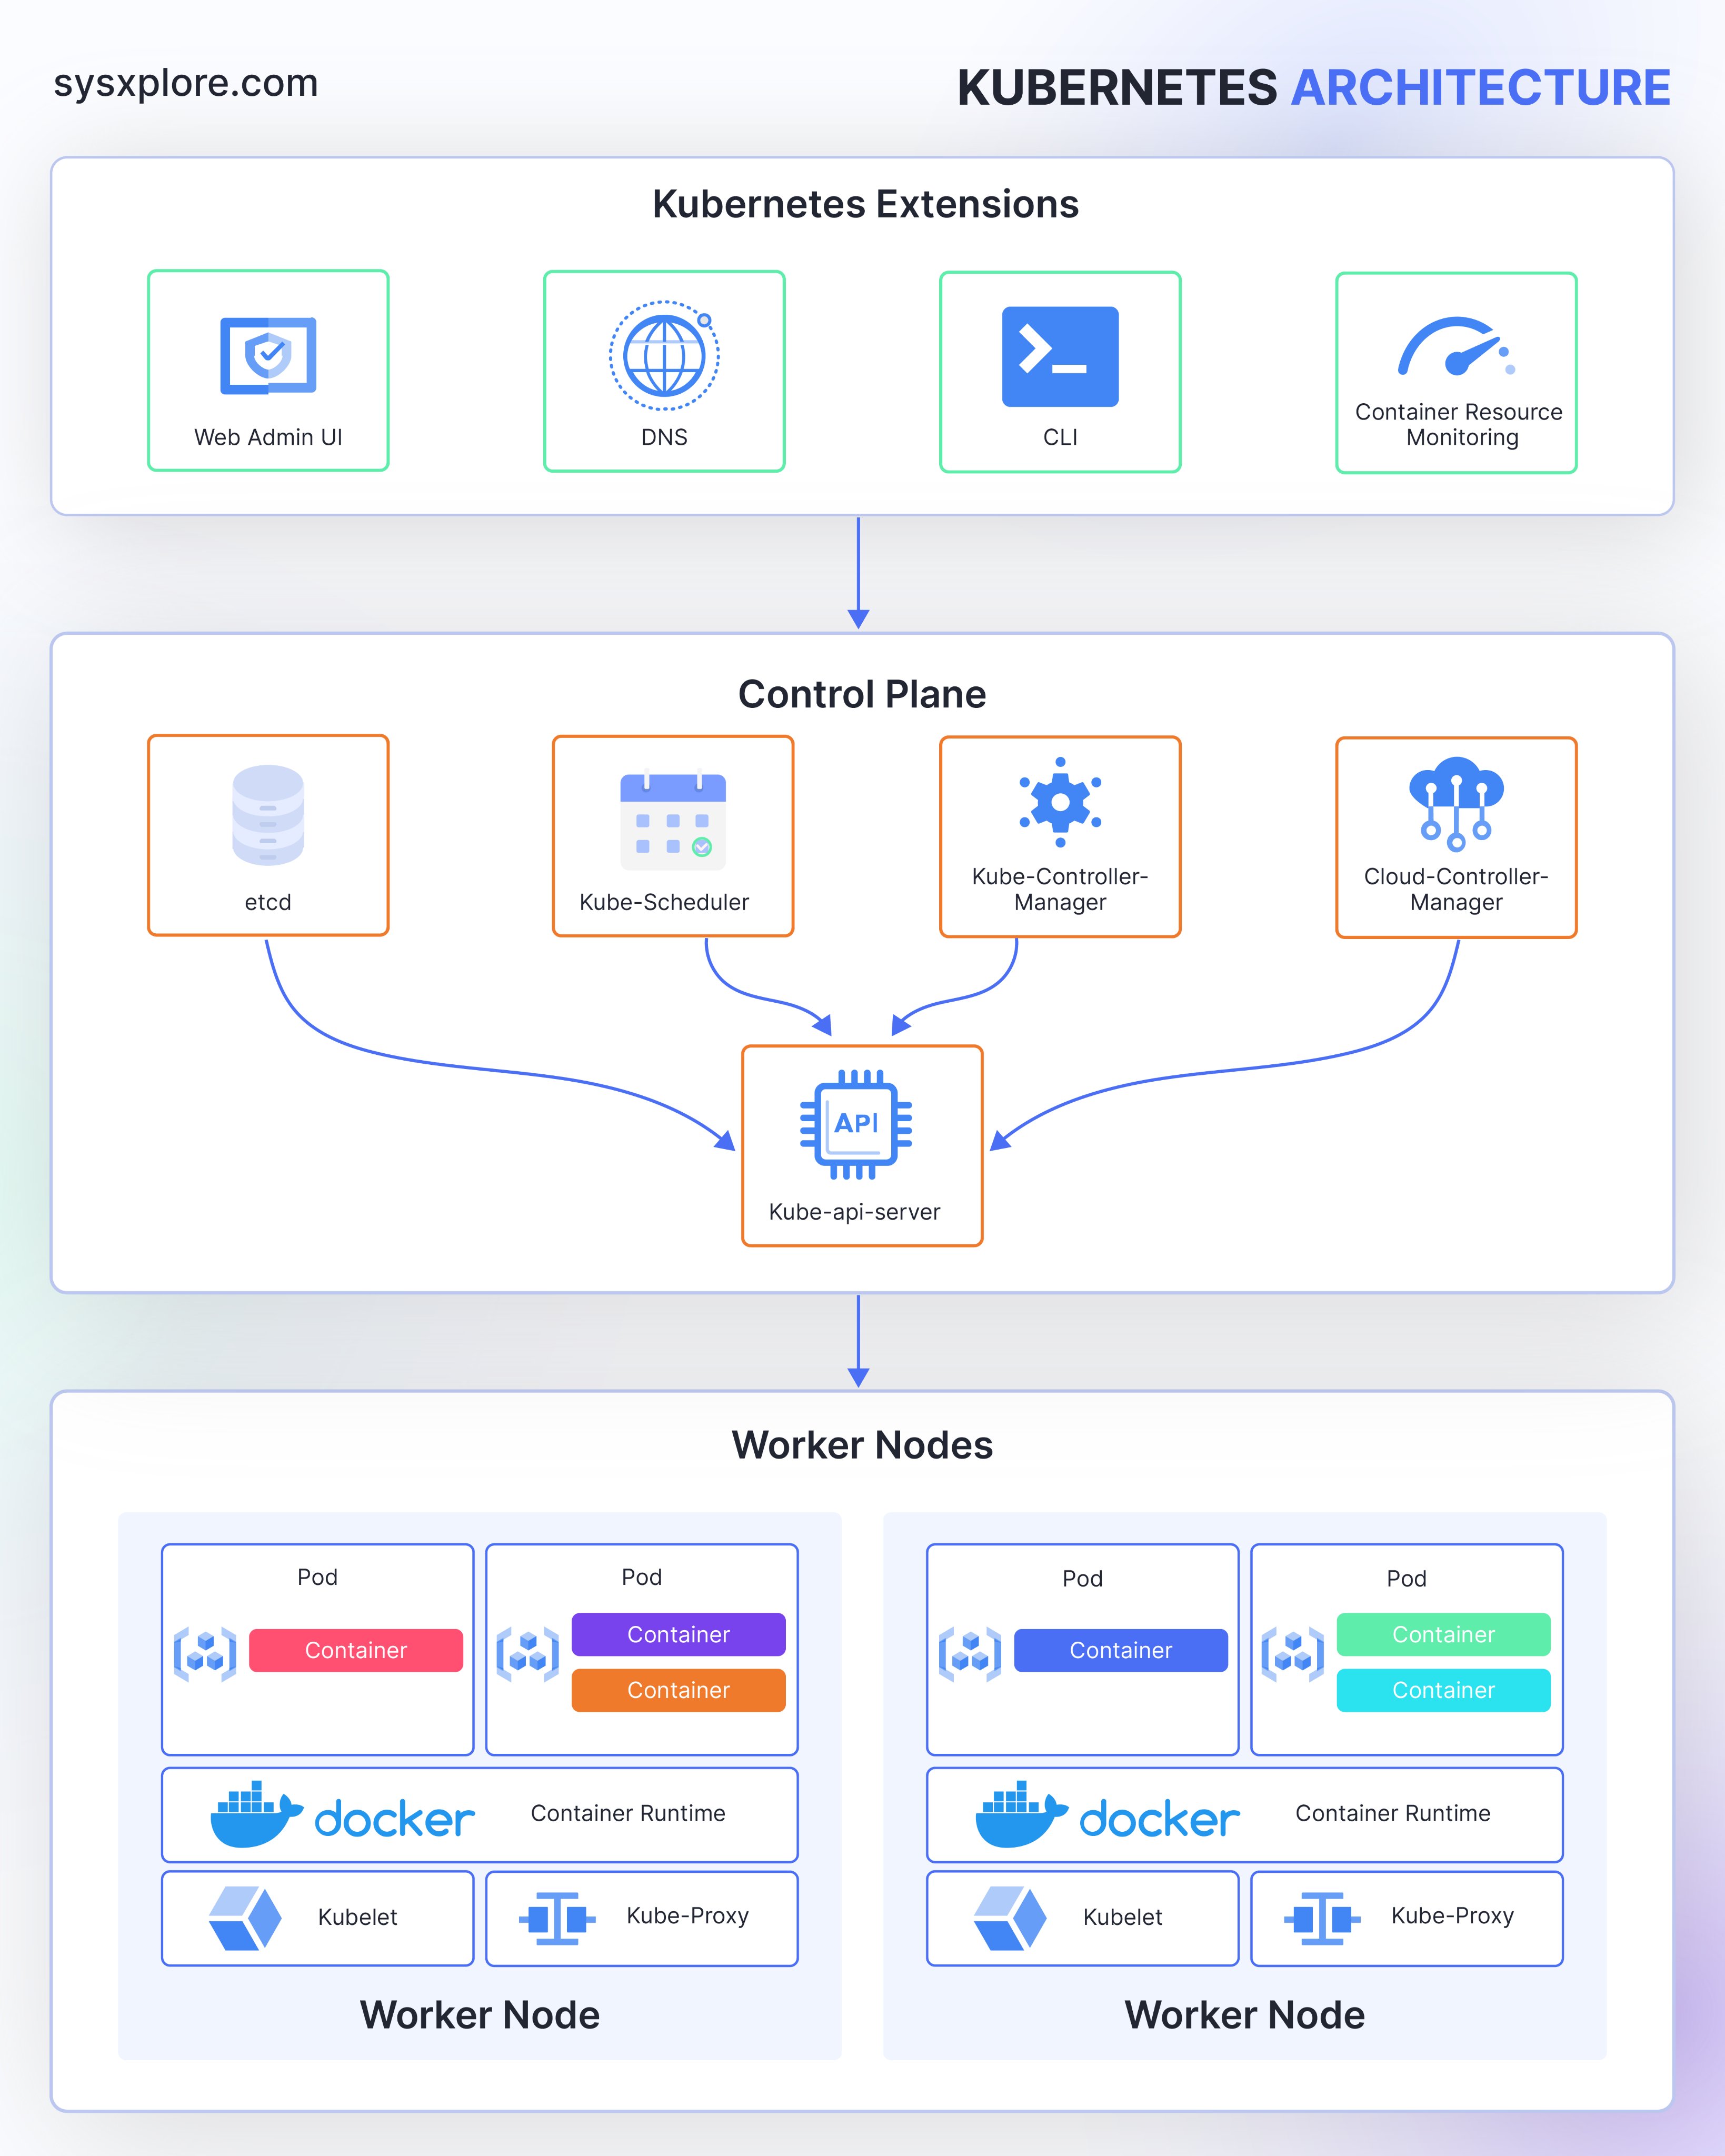 sysxplore.com
KUBERNETES ARCHITECTURE
Kubernetes Extensions
Web Admin UI
DNS
CLI
Container Resource
Monitoring
Control Plane
etcd
Kube-Scheduler
Kube-Controller-
Manager
Cloud-Controller-
Manager
API
Kube-api-server
Worker Nodes
Pod
Container
Pod
Container
Container
docker
Container Runtime
Kubelet
Kube-Proxy
Worker Node
Pod
Container
Pod
Container
Container
docker
Container Runtime
Kubelet
Kube-Proxy
Worker Node